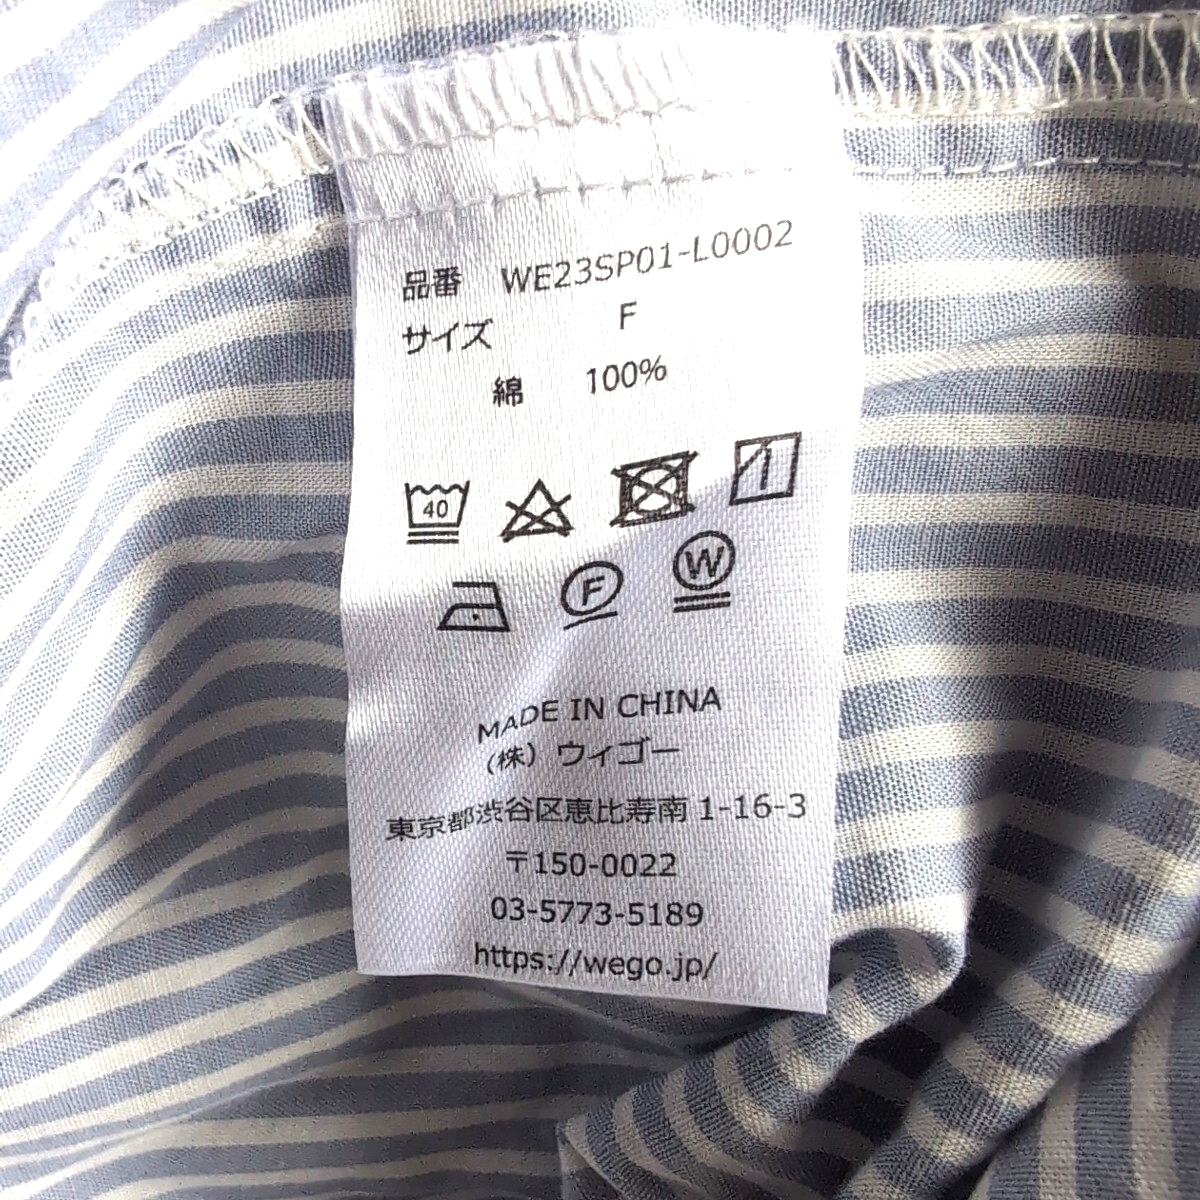 品番 WE23SP01-L0002
サイズ F
綿 100%
40
F W
MADE IN CHINA
(株) ウィゴー
東京都渋谷区恵比寿南 1-16-3
〒150-0022
03-5773-5189
https://wego.jp/